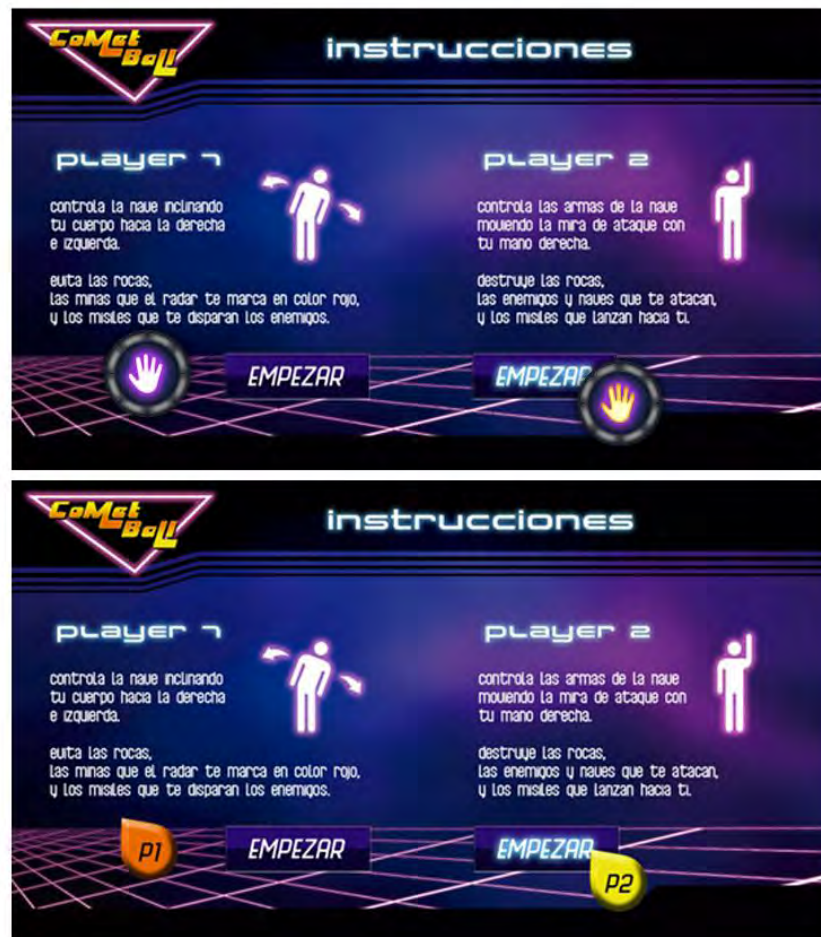 CoMet
Ball
instrucciones
player 1
controla la nave inclinando
tu cuerpo hacia la derecha
e izquierda.
evita las rocas,
las minas que el radar te marca en color rojo,
y los misiles que te disparan los enemigos.
EMPEZAR
player 2
controla las armas de la nave
moviendo la mira de ataque con
tu mano derecha.
destruye las rocas,
las enemigos y naves que te atacan,
y los misiles que lanzan hacia ti.
EMPEZAR
CoMet
Ball
instrucciones
player 1
controla la nave inclinando
tu cuerpo hacia la derecha
e izquierda.
evita las rocas,
las minas que el radar te marca en color rojo,
y los misiles que te disparan los enemigos.
P1
EMPEZAR
player 2
controla las armas de la nave
moviendo la mira de ataque con
tu mano derecha.
destruye las rocas,
las enemigos y naves que te atacan,
y los misiles que lanzan hacia ti.
EMPEZAR
P2